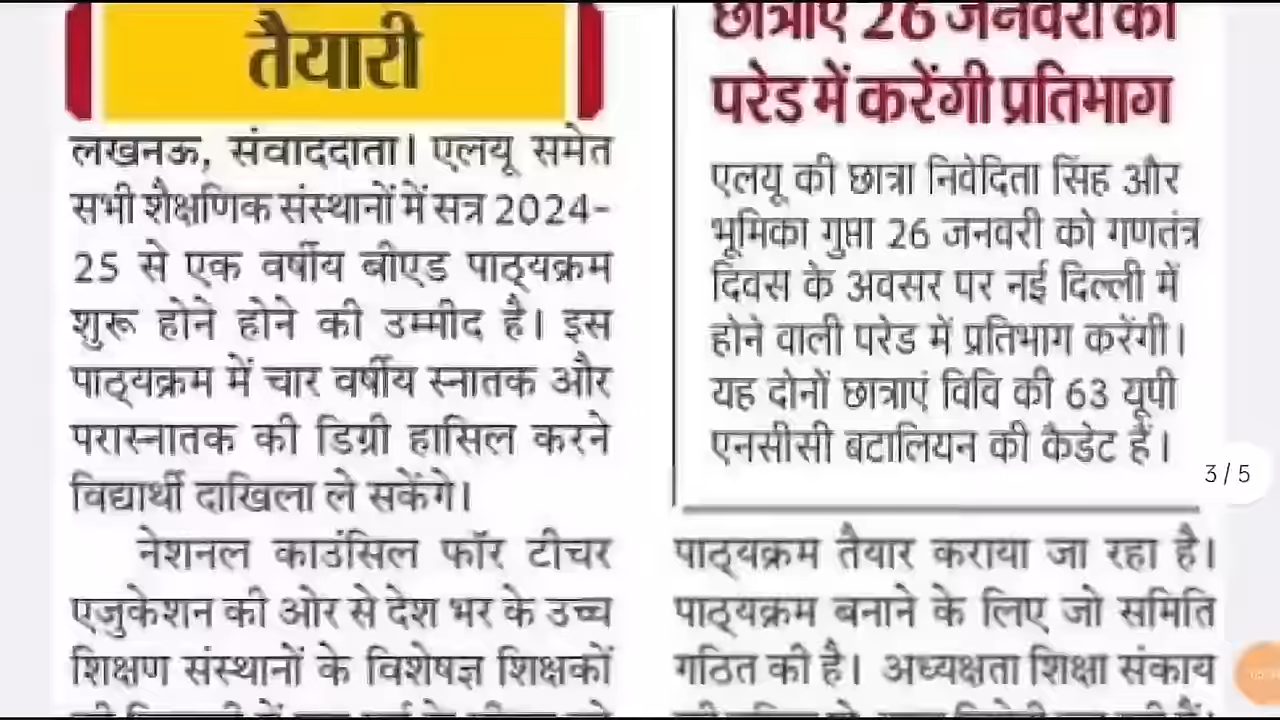 तैयारी
लखनऊ, संवाददाता। एलयू समेत
सभी शैक्षणिक संस्थानों में सत्र 2024-
25 से एक वर्षीय बीएड पाठ्यक्रम
शुरू होने होने की उम्मीद है। इस
पाठ्यक्रम में चार वर्षीय स्नातक और
परास्नातक की डिग्री हासिल करने
विद्यार्थी दाखिला ले सकेंगे।
नेशनल काउंसिल फॉर टीचर
एजुकेशन की ओर से देश भर के उच्च
शिक्षण संस्थानों के विशेषज्ञ शिक्षकों
छात्राएं 26 जनवरी की
परेड में करेंगी प्रतिभाग
एलयू की छात्रा निवेदिता सिंह और
भूमिका गुप्ता 26 जनवरी को गणतंत्र
दिवस के अवसर पर नई दिल्ली में
होने वाली परेड में प्रतिभाग करेंगी।
यह दोनों छात्राएं विवि की 63 यूपी
एनसीसी बटालियन की कैडेट हैं।
पाठ्यक्रम तैयार कराया जा रहा है।
पाठ्यक्रम बनाने के लिए जो समिति
गठित की है। अध्यक्षता शिक्षा संकाय
3 / 5